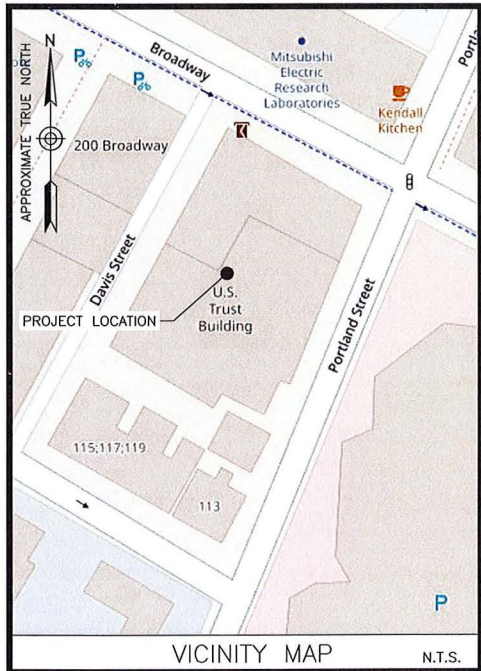 N
APPROXIMATE TRUE NORTH
P
P
Broadway
Mitsubishi
Electric
Research
Laboratories
Kendall
Kitchen
Portl
200 Broadway
Davis Street
U.S.
Trust
Building
PROJECT LOCATION
Portland Street
115;117;119
113
P
VICINITY MAP
N.T.S.